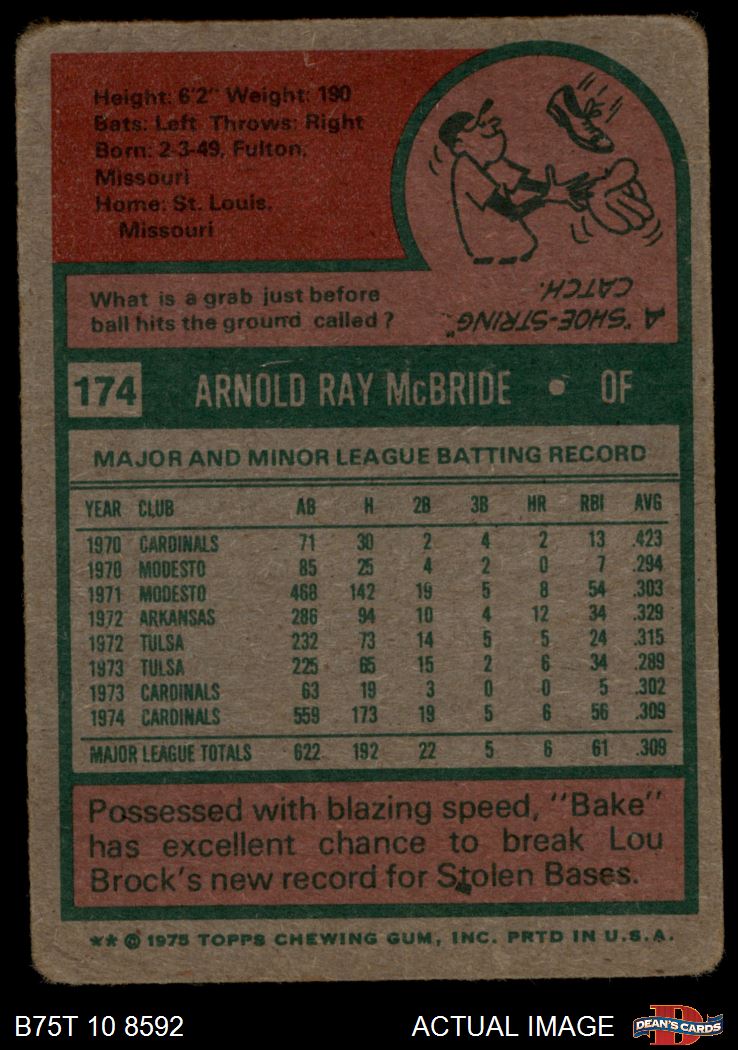 Height: 6'2" Weight: 190
Bats: Left Throws: Right
Born: 2-3-49, Fulton,
Missouri
Home: St. Louis,
Missouri
What is a grab just before
ball hits the ground called?
A "SHOE-STRING"
CATCH.
174 ARNOLD RAY McBRIDE • OF
MAJOR AND MINOR LEAGUE BATTING RECORD
YEAR CLUB AB H 2B 3B HR RBI AVG
1970 CARDINALS 71 30 2 4 2 13 .423
1970 MODESTO 85 25 4 2 0 7 .294
1971 MODESTO 468 142 19 5 8 54 .303
1972 ARKANSAS 286 94 10 4 12 34 .329
1972 TULSA 232 73 14 5 5 24 .315
1973 TULSA 225 65 15 2 6 34 .289
1973 CARDINALS 63 19 3 0 0 5 .302
1974 CARDINALS 559 173 19 5 6 56 .309
MAJOR LEAGUE TOTALS 622 192 22 5 6 61 .309
Possessed with blazing speed, "Bake"
has excellent chance to break Lou
Brock's new record for Stolen Bases.
** © 1975 TOPPS CHEWING GUM, INC. PRTD IN U.S.A.
B75T 10 8592 ACTUAL IMAGE DEAN'S CARDS